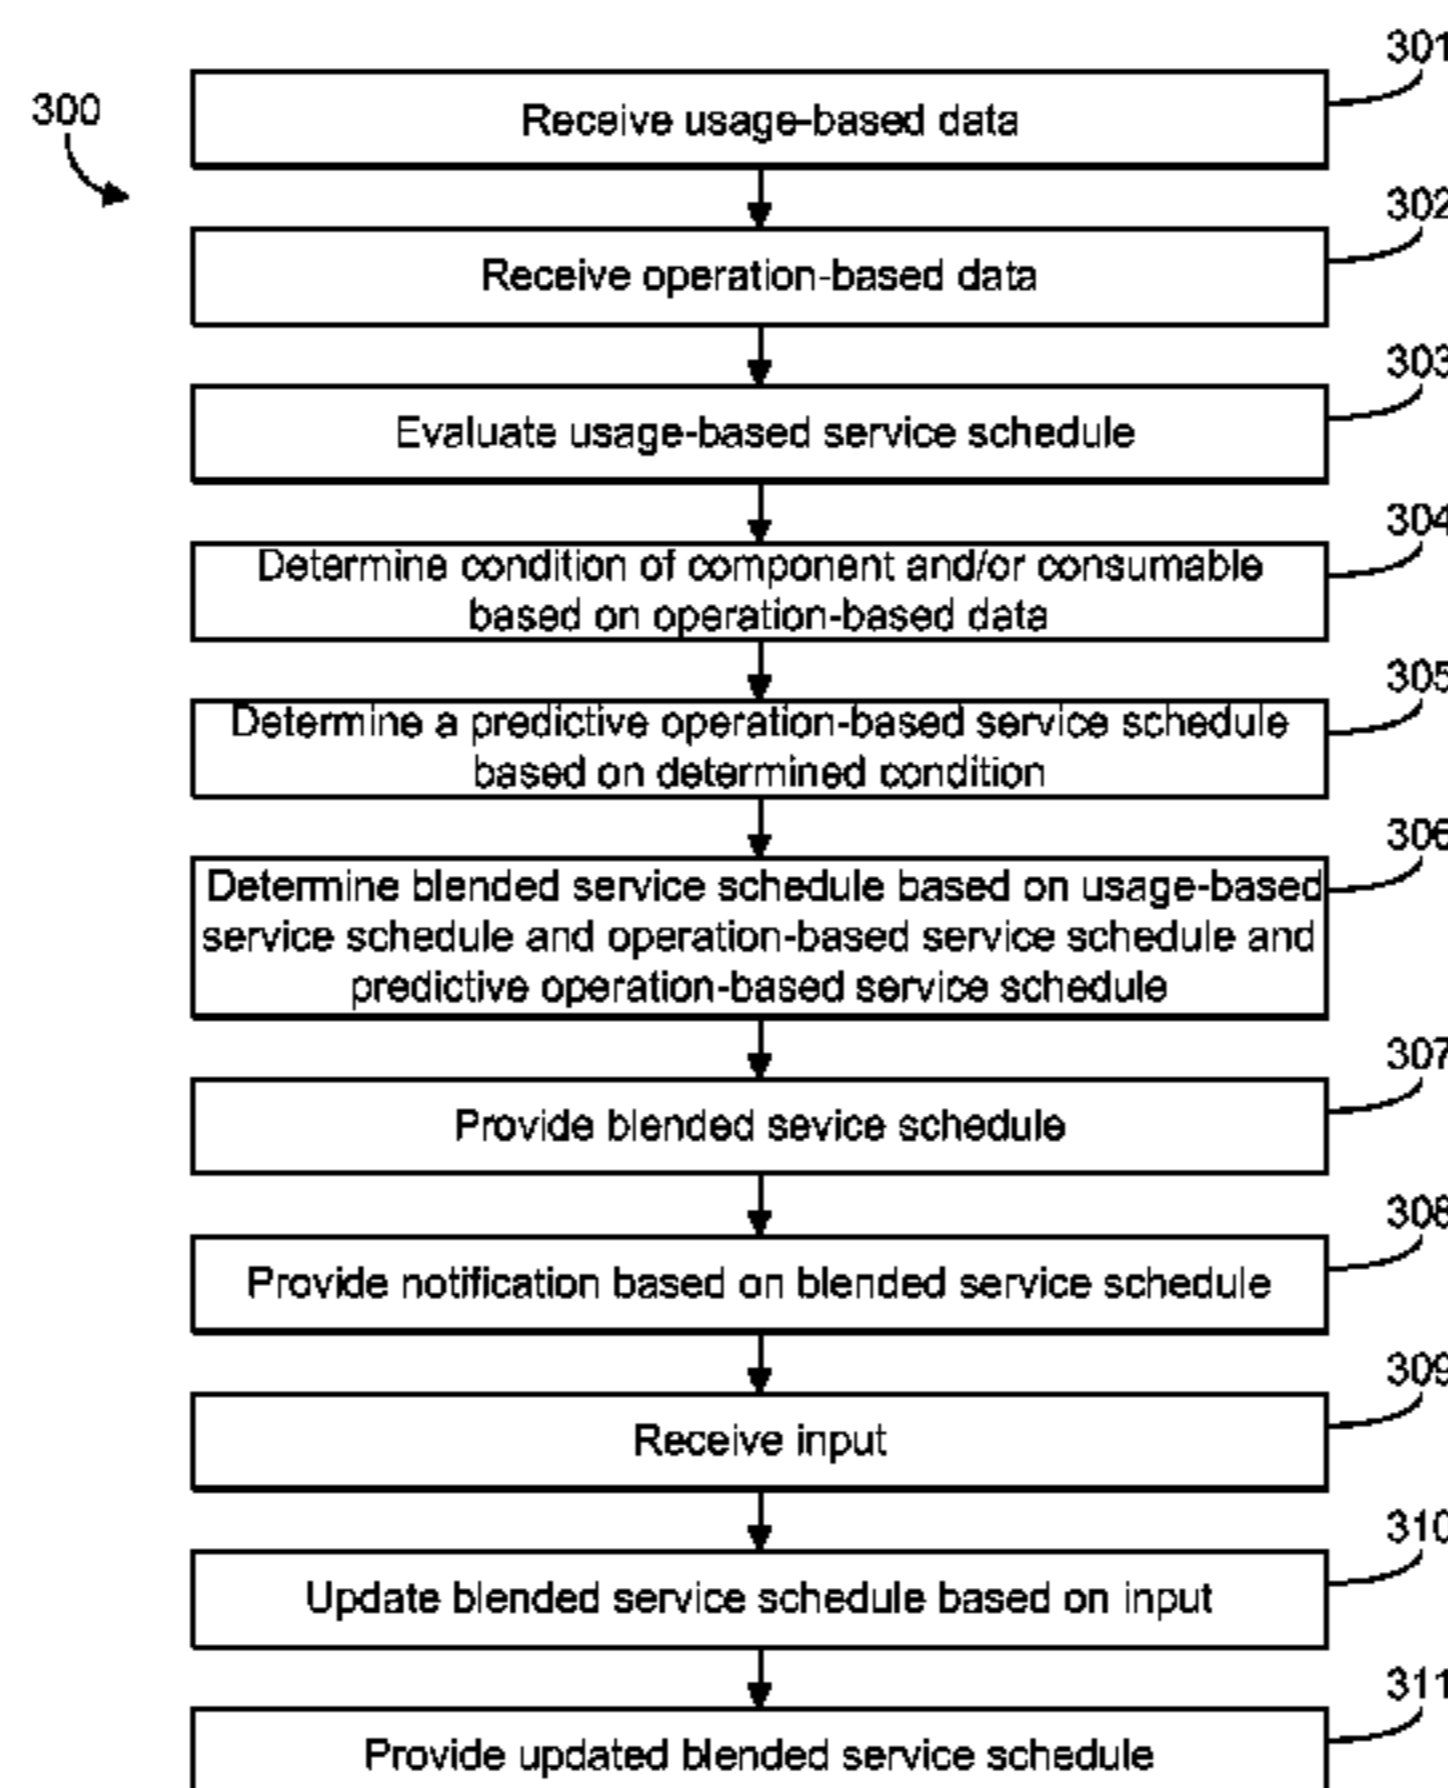 301
300
Receive usage-based data
302
Receive operation-based data
303
Evaluate usage-based service schedule
304
Determine condition of component and/or consumable
based on operation-based data
305
Determine a predictive operation-based service schedule
based on determined condition
306
Determine blended service schedule based on usage-based
service schedule and operation-based service schedule and
predictive operation-based service schedule
307
Provide blended sevice schedule
308
Provide notification based on blended service schedule
309
Receive input
310
Update blended service schedule based on input
311
Provide updated blended service schedule